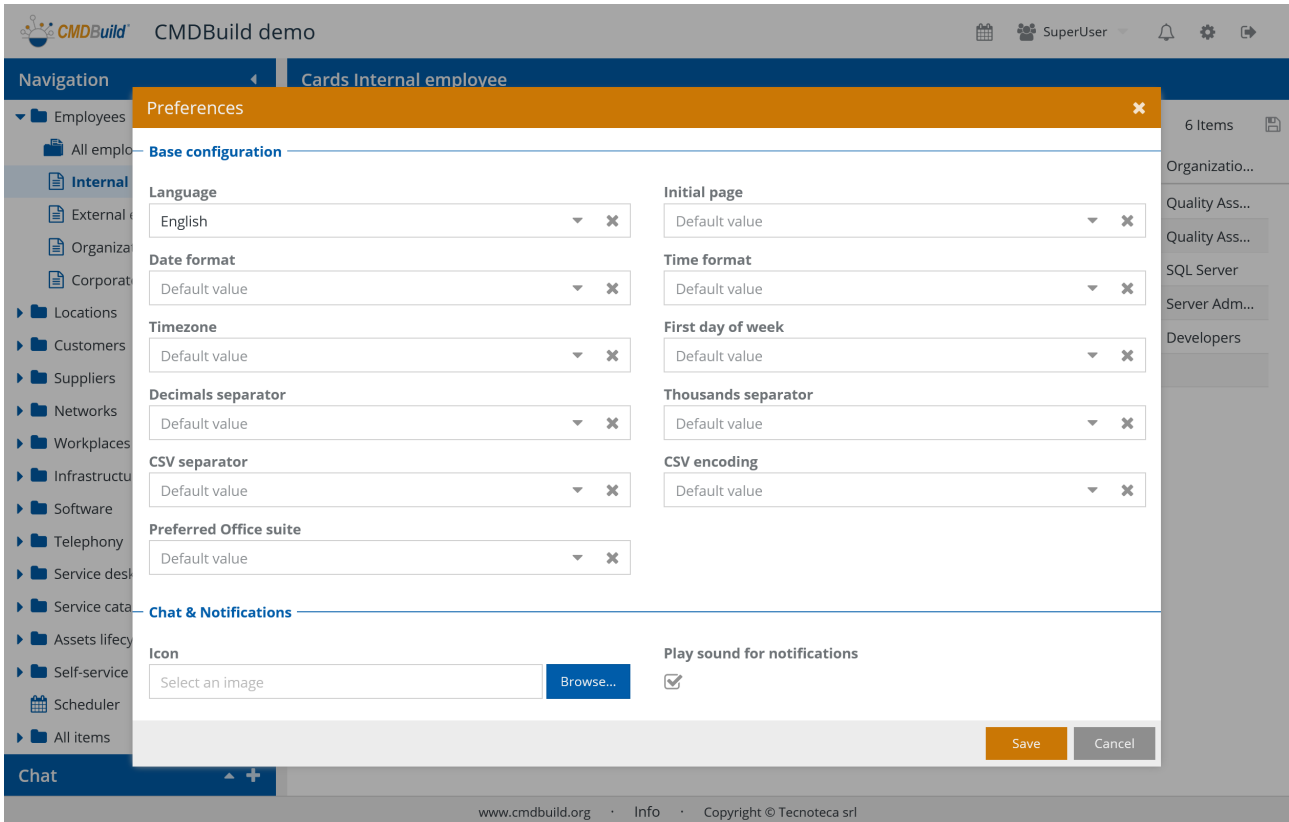 CMDBuild CMDBuild demo SuperUser
Navigation Cards Internal employee
Preferences
Employees 6 Items
All emplo
Base configuration
Organizatio...
Internal
Language Initial page
English Default value
Quality Ass...
External
Quality Ass...
Organizat
Date format Time format
Default value Default value
SQL Server
Corporat
Server Adm...
Locations
Timezone First day of week
Default value Default value
Developers
Customers
Suppliers
Decimals separator Thousands separator
Default value Default value
Networks
Workplaces
CSV separator CSV encoding
Default value Default value
Infrastructu
Software
Preferred Office suite
Default value
Telephony
Service desk
Service cata
Chat & Notifications
Assets lifecy
Icon Play sound for notifications
Select an image Browse...
Self-service
Scheduler
All items
Save Cancel
Chat
www.cmdbuild.org · Info · Copyright © Tecnoteca srl